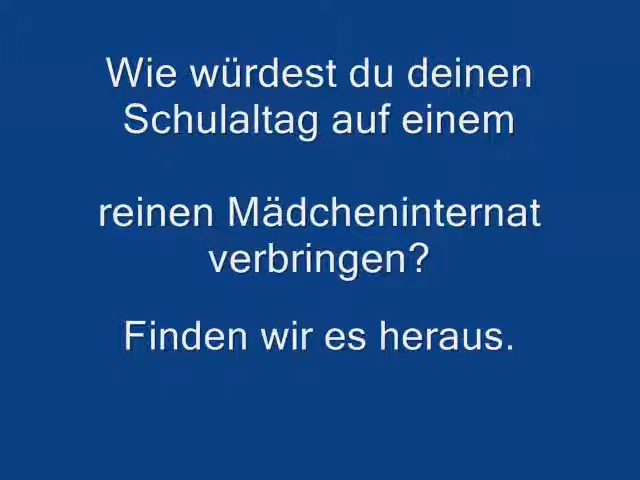 Wie würdest du deinen
Schulaltag auf einem
reinen Mädcheninternat
verbringen?
Finden wir es heraus.